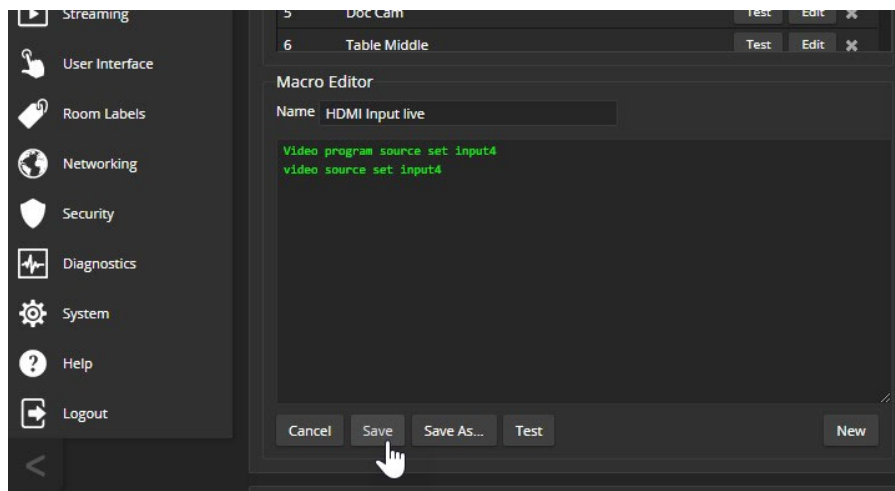 Streaming
User Interface
Room Labels
Networking
Security
Diagnostics
System
Help
Logout
5 Doc Cam Test Edit
6 Table Middle Test Edit
Macro Editor
Name HDMI Input live
Video program source set input4
video source set input4
Cancel Save Save As... Test New